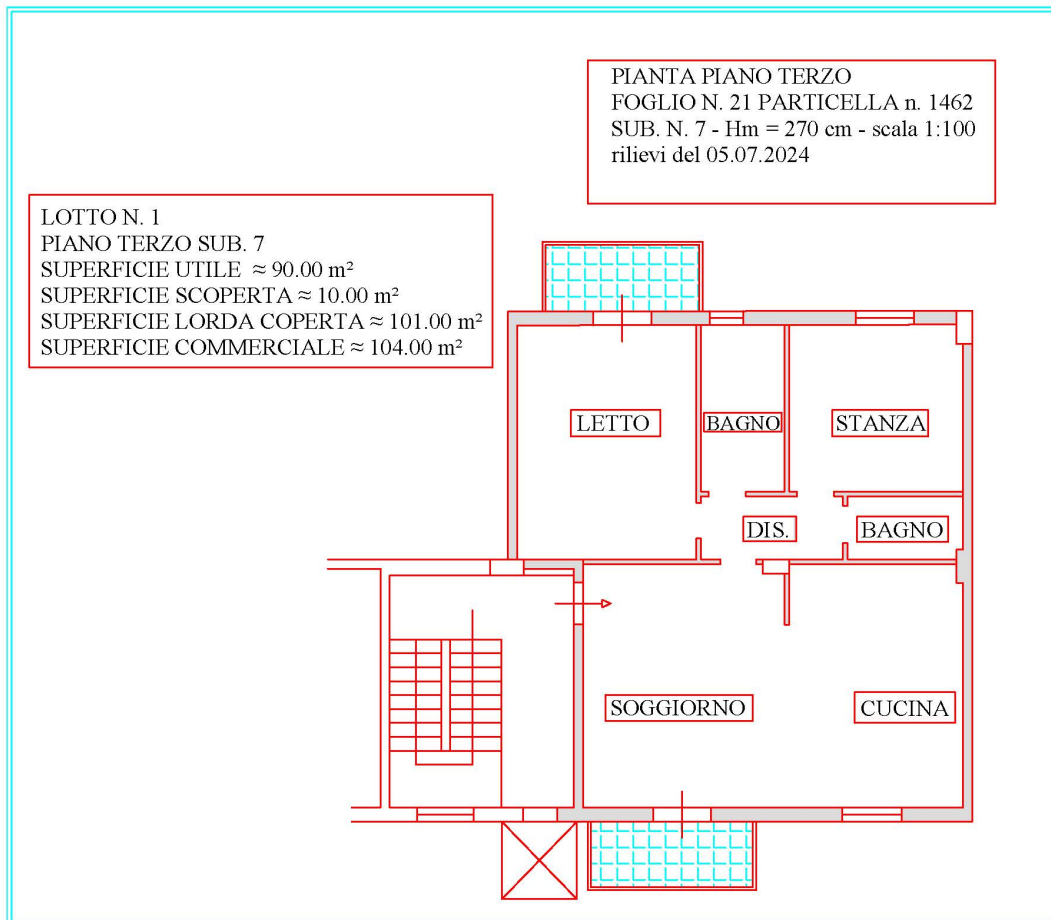 PIANTA PIANO TERZO
FOGLIO N. 21 PARTICELLA n. 1462
SUB. N. 7 - Hm = 270 cm - scala 1:100
rilievi del 05.07.2024
LOTTO N. 1
PIANO TERZO SUB. 7
SUPERFICIE UTILE ≈ 90.00 m²
SUPERFICIE SCOPERTA ≈ 10.00 m²
SUPERFICIE LORDA COPERTA ≈ 101.00 m²
SUPERFICIE COMMERCIALE ≈ 104.00 m²
LETTO
BAGNO
STANZA
DIS.
BAGNO
SOGGIORNO
CUCINA